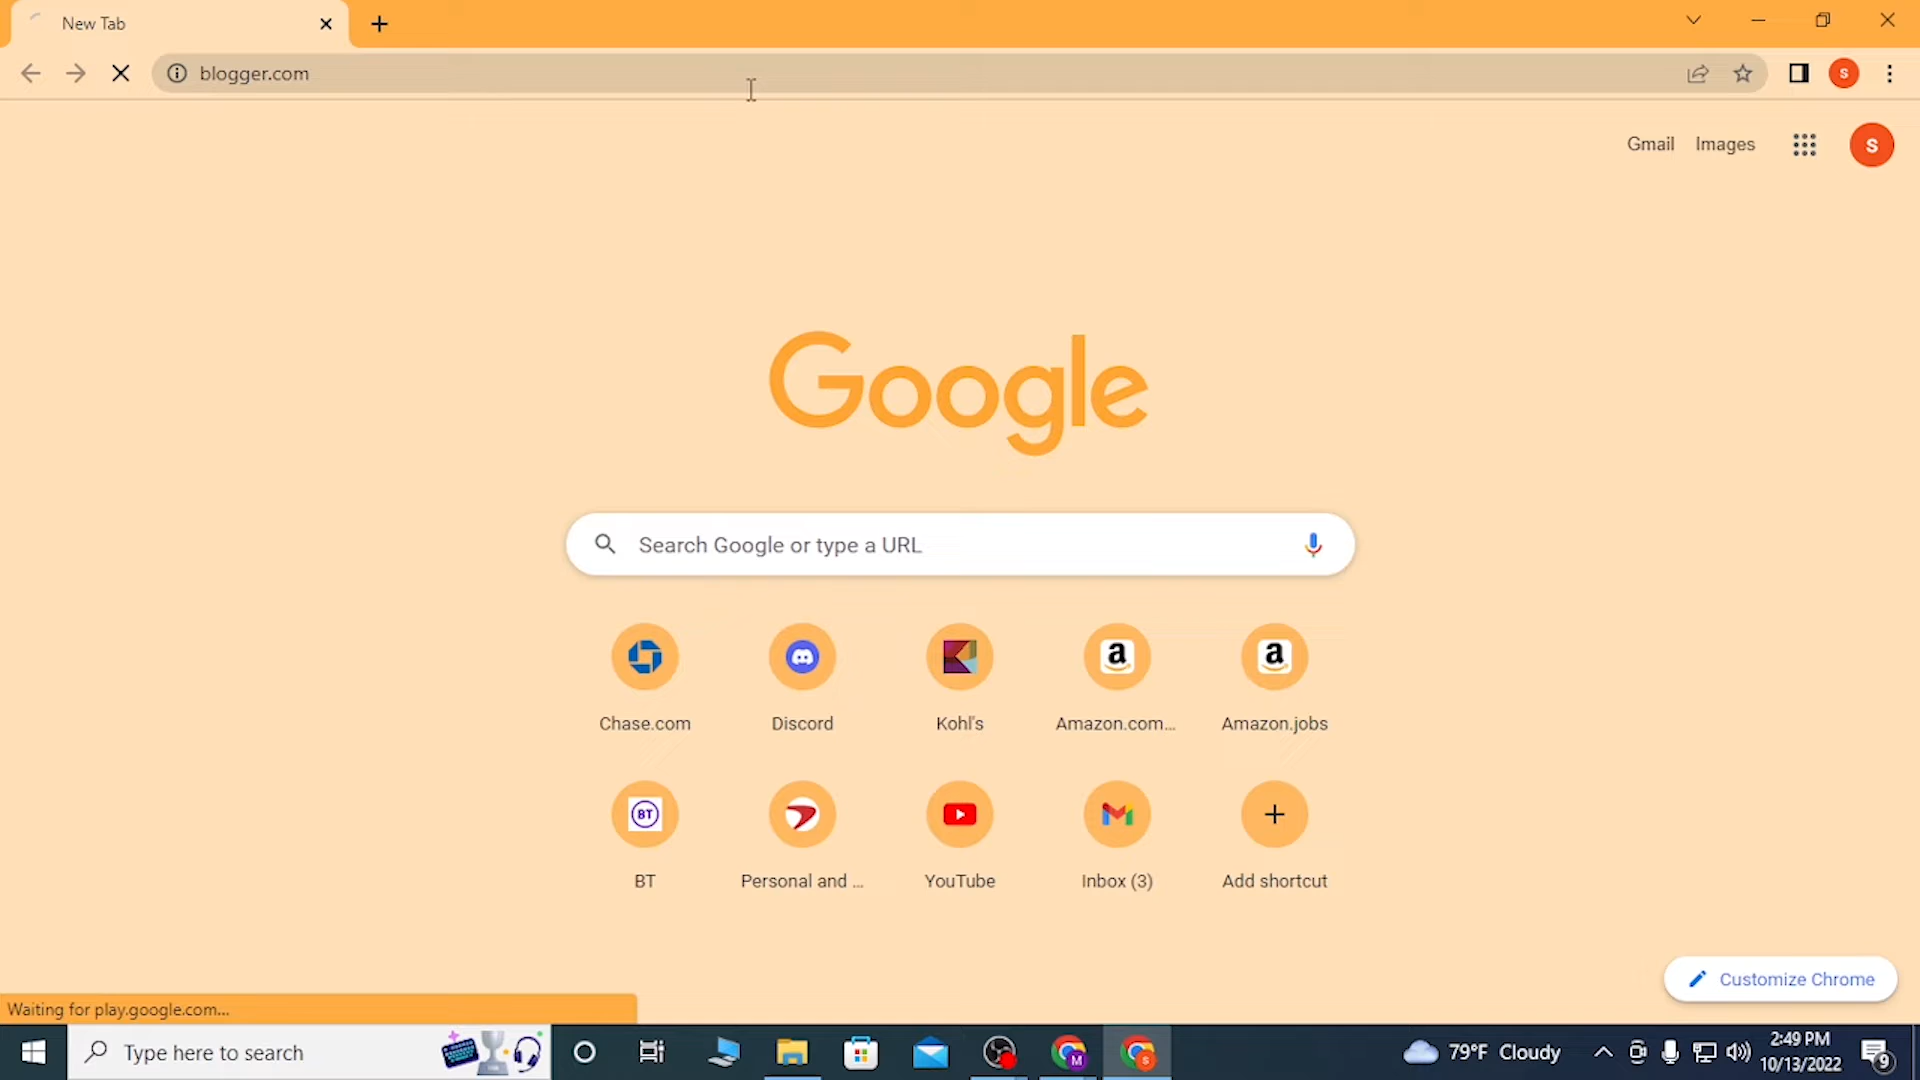 New Tab
blogger.com
S
Gmail Images
S
Google
Search Google or type a URL
a a
Chase.com Discord Kohl's Amazon.com... Amazon.jobs
BT
BT Personal and ... YouTube Inbox (3) Add shortcut
Customize Chrome
Waiting for play.google.com...
Type here to search
M S
79°F Cloudy
2:49 PM
10/13/2022
9